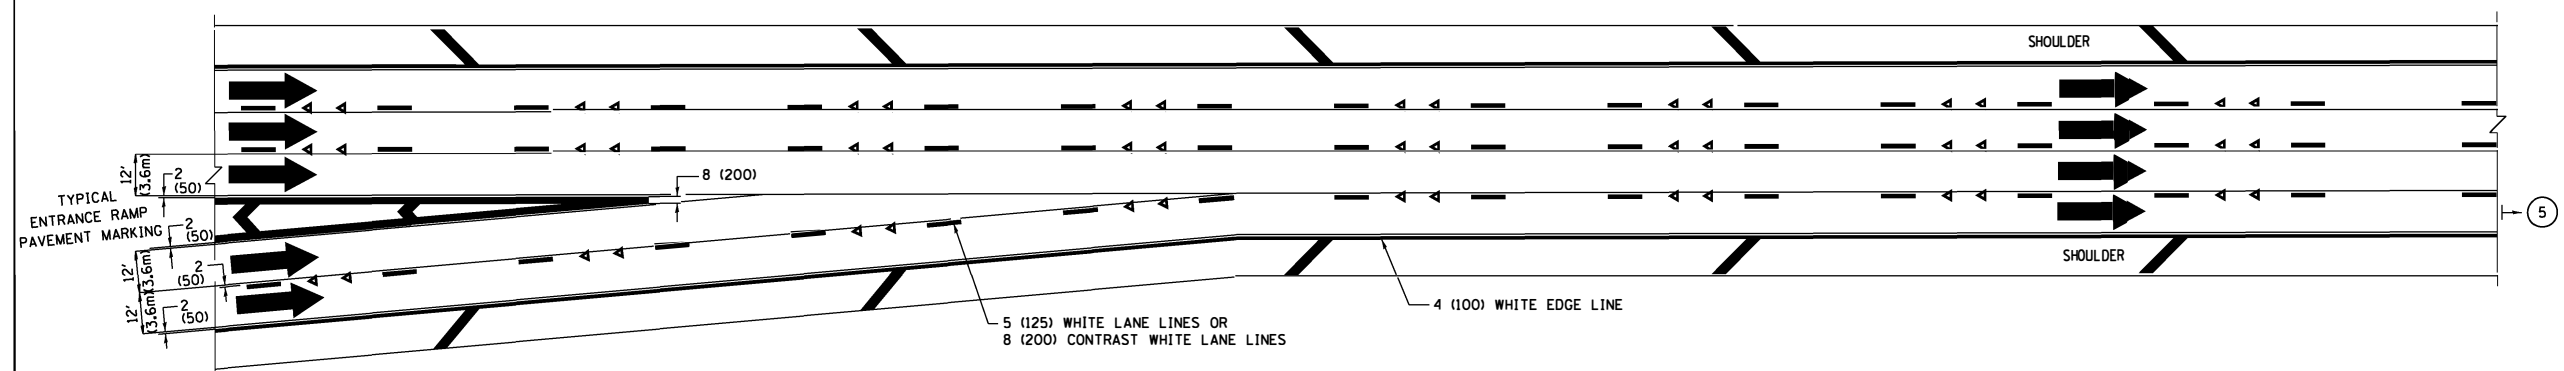 SHOULDER
12'
(3.6m)
2
(50)
8 (200)
TYPICAL
ENTRANCE RAMP
PAVEMENT MARKING
2
(50)
12'
(3.6m)
2
(50)
12'
(3.6m)
2
(50)
5
SHOULDER
4 (100) WHITE EDGE LINE
5 (125) WHITE LANE LINES OR
8 (200) CONTRAST WHITE LANE LINES